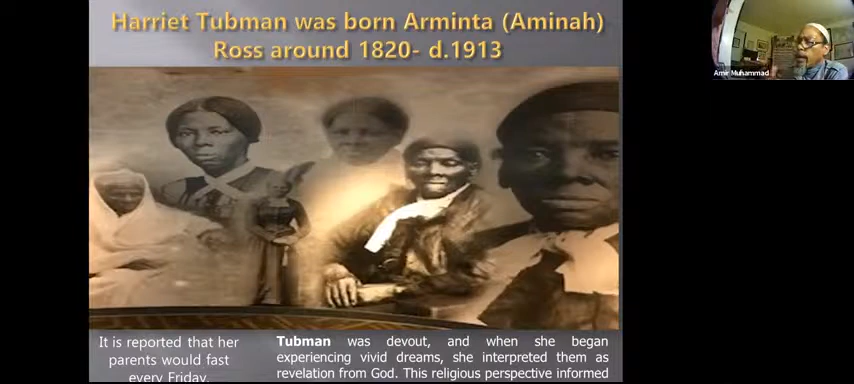 Harriet Tubman was born Arminta (Aminah)
Ross around 1820- d.1913
Amir Muhammad
It is reported that her
parents would fast
every Friday.
Tubman was devout, and when she began
experiencing vivid dreams, she interpreted them as
revelation from God. This religious perspective informed